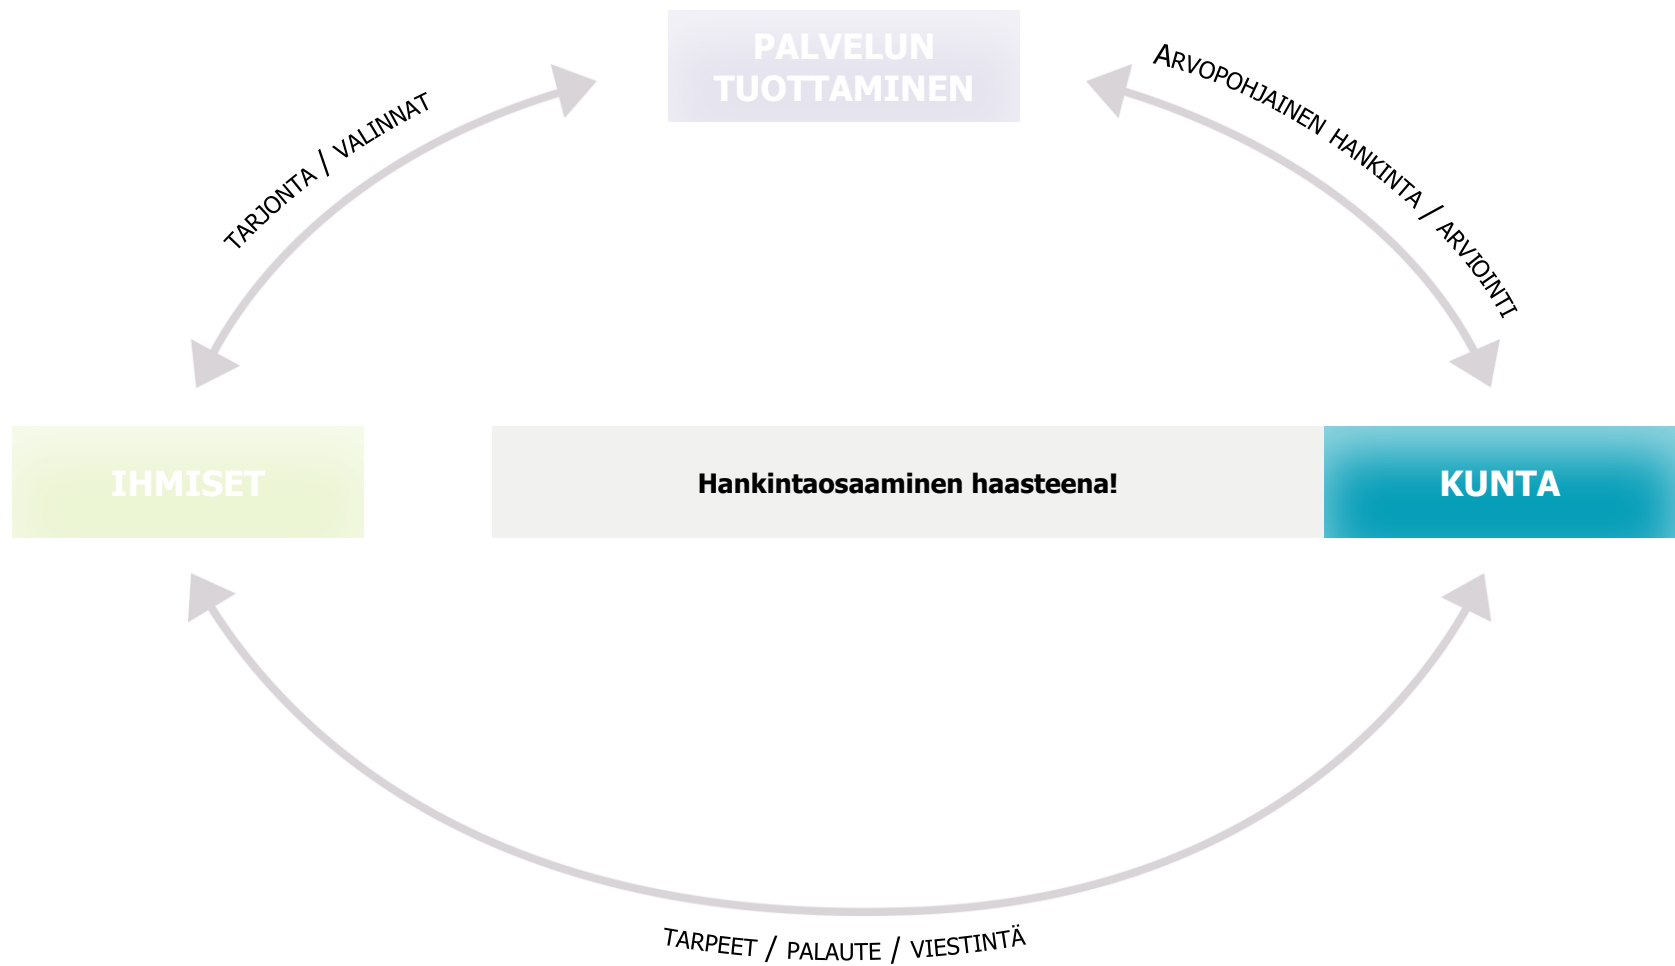 PALVELUN
TUOTTAMINEN
TARJONTA / VALINNAT
ARVOPOHJAINEN HANKINTA / ARVIOINTI
IHMISET
Hankintaosaaminen haasteena!
KUNTA
TARPEET / PALAUTE / VIESTINTÄ